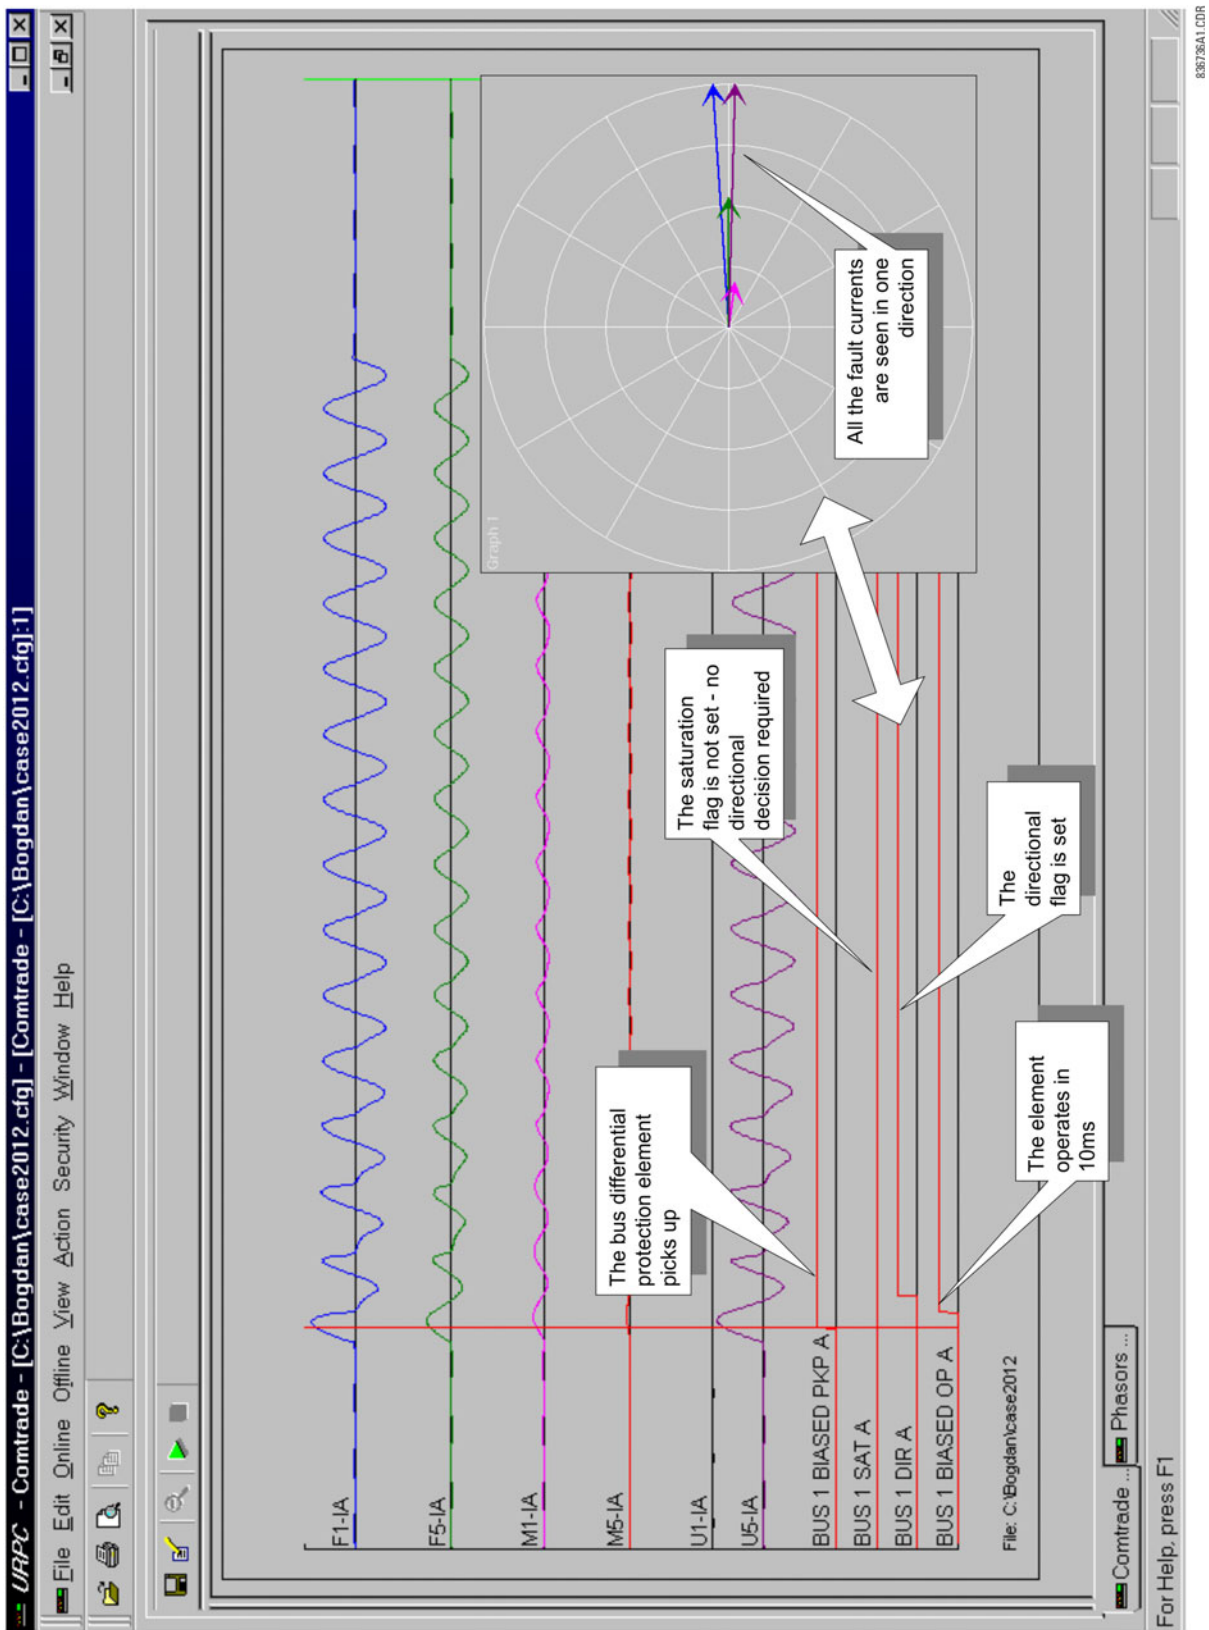 URPC - Comtrade - [C:\Bogdan\case2012.cfg] - [Comtrade - [C:\Bogdan\case2012.cfg]:1]
File Edit Online Offline View Action Security Window Help
F1-IA
F5-IA
M1-IA
M5-IA
U1-IA
U5-IA
BUS 1 BIASED PKP A
BUS 1 SAT A
BUS 1 DIR A
BUS 1 BIASED OP A
File: C:\Bogdan\case2012
Graph 1
The bus differential
protection element
picks up
The saturation
flag is not set - no
directional
decision required
All the fault currents
are seen in one
direction
The
directional
flag is set
The element
operates in
10ms
Comtrade ...
Phasors ...
For Help, press F1
836736A1.CDR